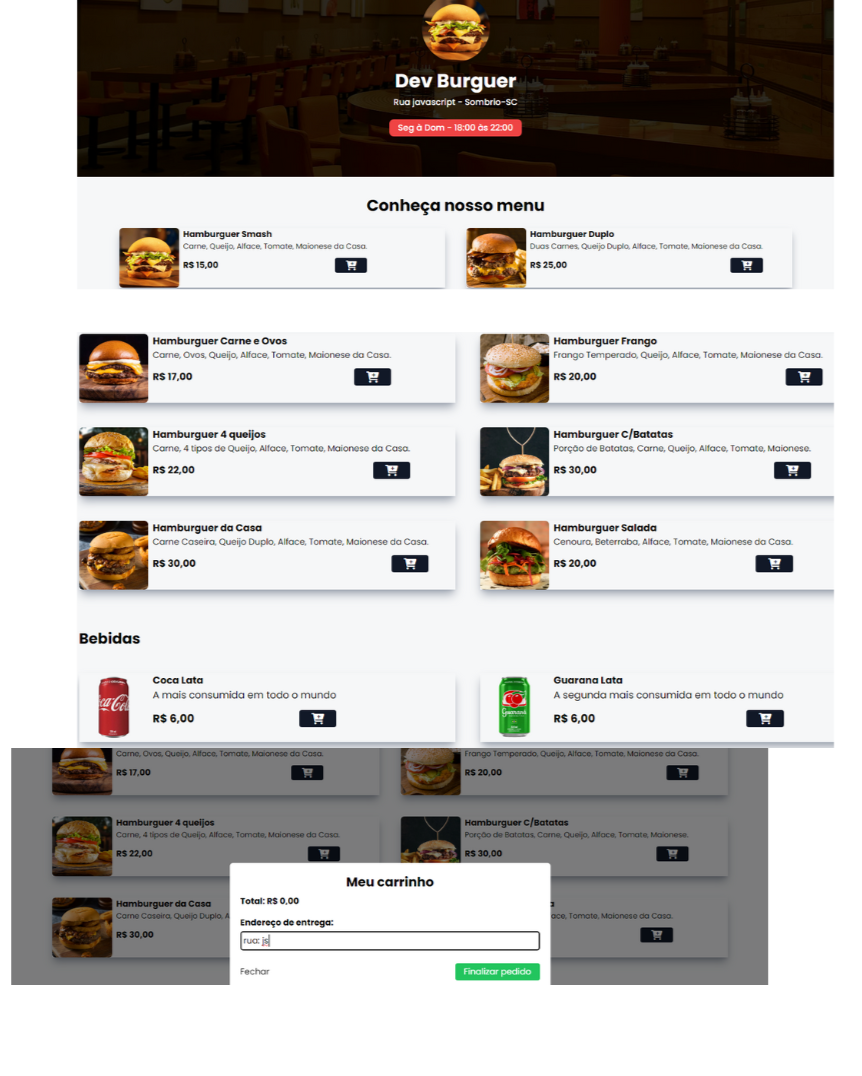 Dev Burguer
Rua javascript - Sombrio-SC
Seg à Dom - 18:00 às 22:00
Conheça nosso menu
Hamburguer Smash
Carne, Queijo, Alface, Tomate, Maionese da Casa.
R$ 15,00
Hamburguer Duplo
Duas Carnes, Queijo Duplo, Alface, Tomate, Maionese da Casa.
R$ 25,00
Hamburguer Carne e Ovos
Carne, Ovos, Queijo, Alface, Tomate, Maionese da Casa.
R$ 17,00
Hamburguer Frango
Frango Temperado, Queijo, Alface, Tomate, Maionese da Casa.
R$ 20,00
Hamburguer 4 queijos
Carne, 4 tipos de Queijo, Alface, Tomate, Maionese da Casa.
R$ 22,00
Hamburguer C/Batatas
Porção de Batatas, Carne, Queijo, Alface, Tomate, Maionese.
R$ 30,00
Hamburguer da Casa
Carne Caseira, Queijo Duplo, Alface, Tomate, Maionese da Casa.
R$ 30,00
Hamburguer Salada
Cenoura, Beterraba, Alface, Tomate, Maionese da Casa.
R$ 20,00
Bebidas
Coca Lata
A mais consumida em todo o mundo
R$ 6,00
Guarana Lata
A segunda mais consumida em todo o mundo
R$ 6,00
Carne, Ovos, Queijo, Alface, Tomate, Maionese da Casa.
R$ 17,00
Frango Temperado, Queijo, Alface, Tomate, Maionese da Casa.
R$ 20,00
Hamburguer 4 queijos
Carne, 4 tipos de Queijo, Alface, Tomate, Maionese da Casa.
R$ 22,00
Hamburguer C/Batatas
Porção de Batatas, Carne, Queijo, Alface, Tomate, Maionese.
R$ 30,00
Hamburguer da Casa
Carne Caseira, Queijo Duplo, A
R$ 30,00
Tomate, Maionese da Casa.
Meu carrinho
Total: R$ 0,00
Endereço de entrega:
rua: js
Fechar
Finalizar pedido